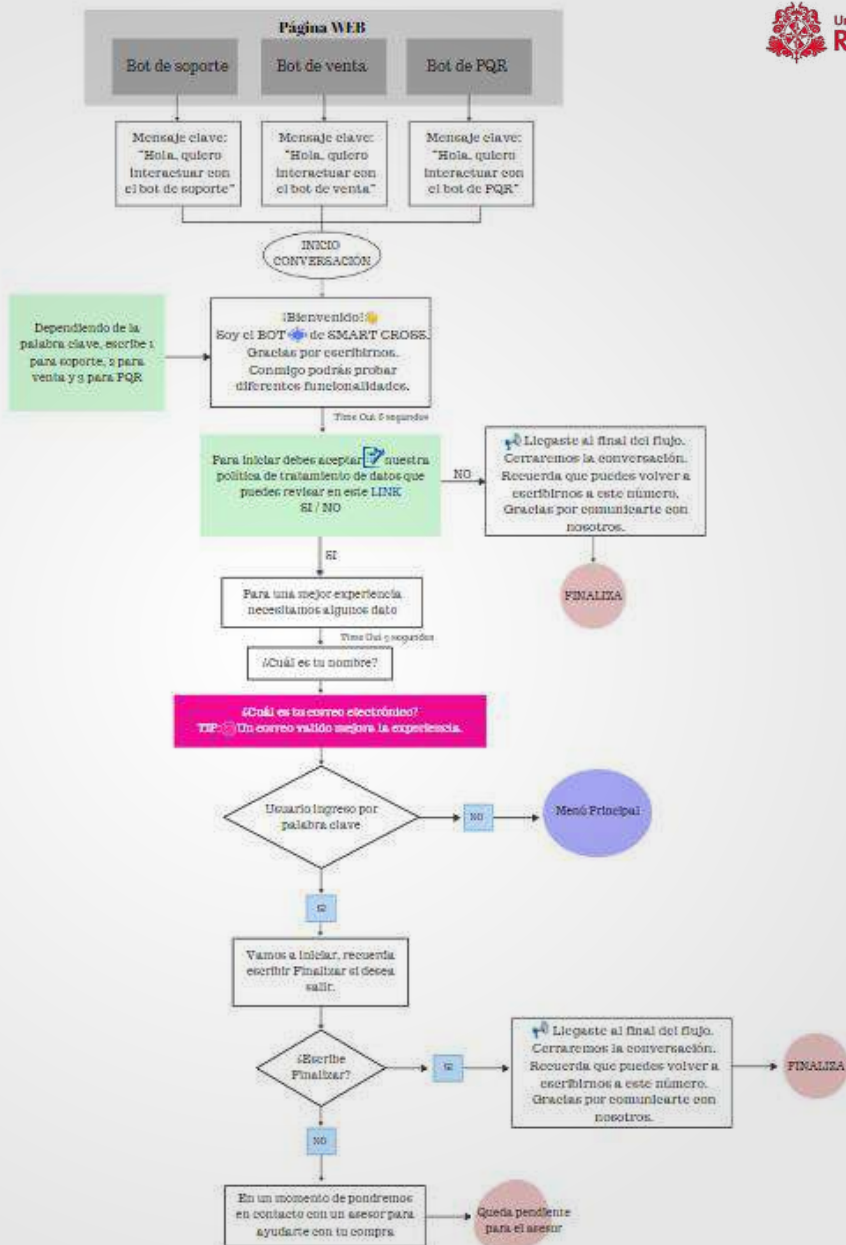 Página WEB
Bot de soporte
Bot de venta
Bot de PQR
Mensaje clave:
"Hola, quiero
interactuar con
el bot de soporte"
Mensaje clave:
"Hola, quiero
interactuar con
el bot de venta"
Mensaje clave:
"Hola, quiero
interactuar con
el bot de PQR"
INICIO
CONVERSACIÓN
Dependiendo de la
palabra clave, escribe 1
para soporte, 2 para
venta y 3 para PQR
¡Bienvenido!
Soy el BOT de SMART CROSS.
Gracias por escribirnos.
Conmigo podrás probar
diferentes funcionalidades.
Time Out 5 segundos
Para iniciar debes aceptar nuestra
política de tratamiento de datos que
puedes revisar en este LINK
SI / NO
NO
Llegaste al final del flujo.
Cerraremos la conversación.
Recuerda que puedes volver a
escribirnos a este número.
Gracias por comunicarte con
nosotros.
FINALIZA
SI
Para una mejor experiencia
necesitamos algunos dato
Time Out 3 segundos
¿Cuál es tu nombre?
¿Cuál es tu correo electrónico?
TIP: Un correo valido mejora la experiencia.
Usuario ingreso por
palabra clave
NO
Menú Principal
SI
Vamos a iniciar, recuerda
escribir Finalizar si desea
salir.
¿Escribe
Finalizar?
SI
Llegaste al final del flujo.
Cerraremos la conversación.
Recuerda que puedes volver a
escribirnos a este número.
Gracias por comunicarte con
nosotros.
FINALIZA
NO
En un momento de pondremos
en contacto con un asesor para
ayudarte con tu compra
Queda pendiente
para el asesor